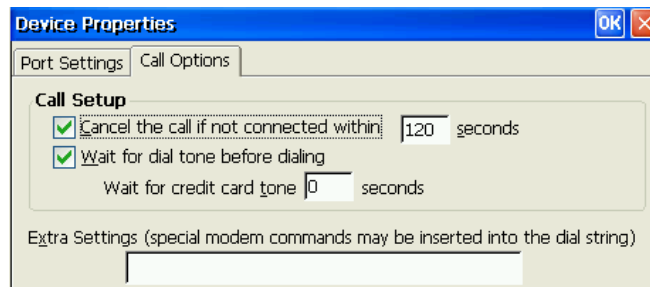 Device Properties OK
Port Settings Call Options
Call Setup
Cancel the call if not connected within 120 seconds
Wait for dial tone before dialing
Wait for credit card tone 0 seconds
Extra Settings (special modem commands may be inserted into the dial string)